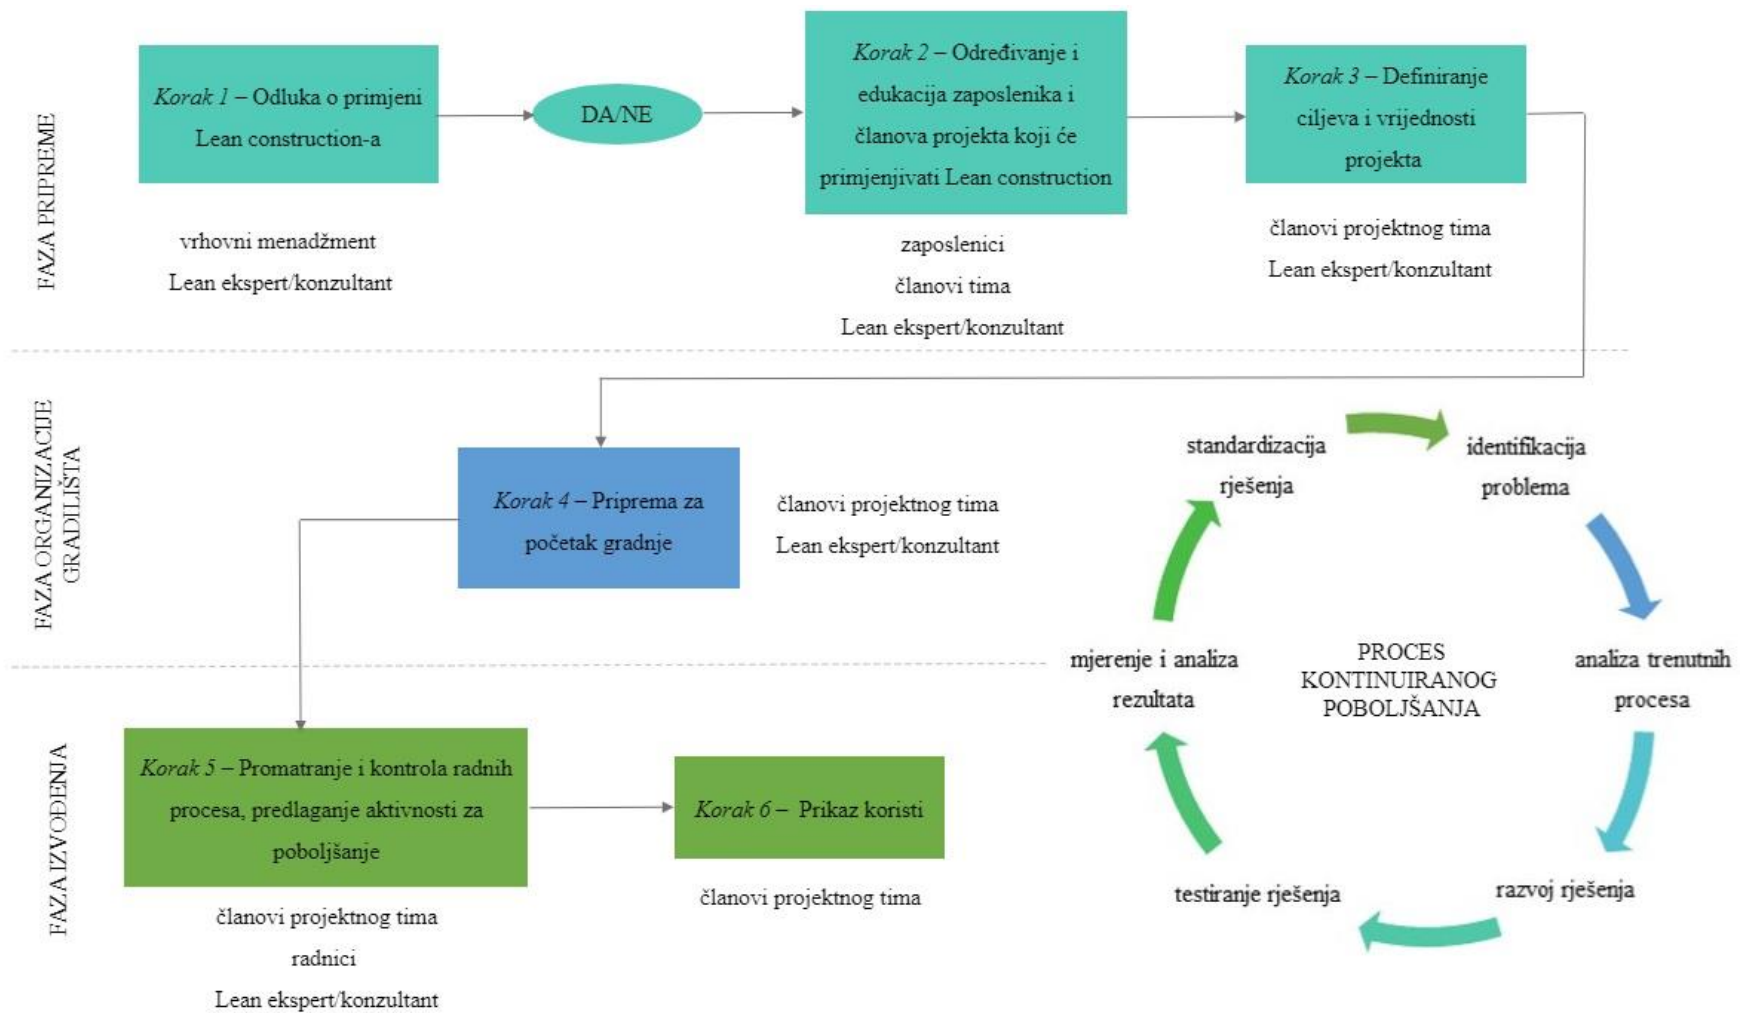 FAZA PRIPREME
Korak 1 – Odluka o primjeni
Lean construction-a
vrhovni menadžment
Lean ekspert/konzultant
DA/NE
Korak 2 – Određivanje i
edukacija zaposlenika i
članova projekta koji će
primjenjivati Lean construction
zaposlenici
članovi tima
Lean ekspert/konzultant
Korak 3 – Definiranje
ciljeva i vrijednosti
projekta
članovi projektnog tima
Lean ekspert/konzultant
FAZA ORGANIZACIJE
GRADILIŠTA
Korak 4 – Priprema za
početak gradnje
članovi projektnog tima
Lean ekspert/konzultant
FAZA IZVOĐENJA
Korak 5 – Promatranje i kontrola radnih
procesa, predlaganje aktivnosti za
poboljšanje
članovi projektnog tima
radnici
Lean ekspert/konzultant
Korak 6 – Prikaz koristi
članovi projektnog tima
PROCES
KONTINUIRANOG
POBOLJŠANJA
identifikacija
problema
analiza trenutnih
procesa
razvoj rješenja
testiranje rješenja
mjerenje i analiza
rezultata
standardizacija
rješenja